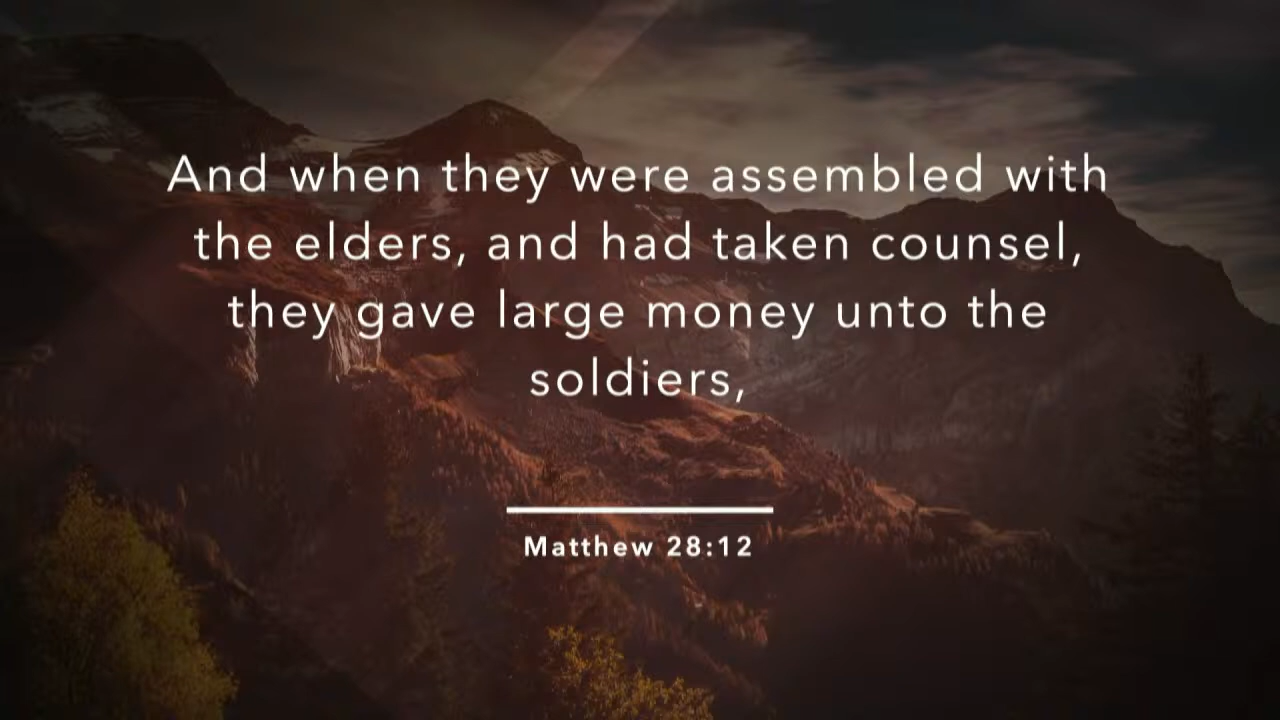 And when they were assembled with
the elders, and had taken counsel,
they gave large money unto the
soldiers,
Matthew 28:12